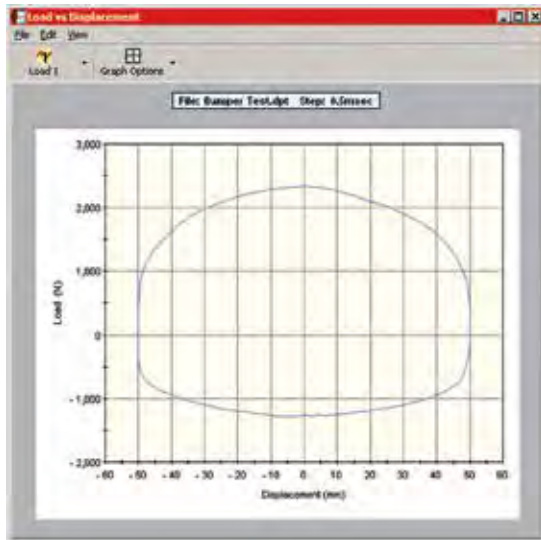 Load vs Displacement
File Edit View
Load 1 Graph Options
File: Bumper Test.dpt Step: 0.5msec
3,000
2,000
1,000
0
- 1,000
- 2,000
Load (N)
- 60 - 50 - 40 - 30 - 20 - 10 0 10 20 30 40 50 60
Displacement (mm)